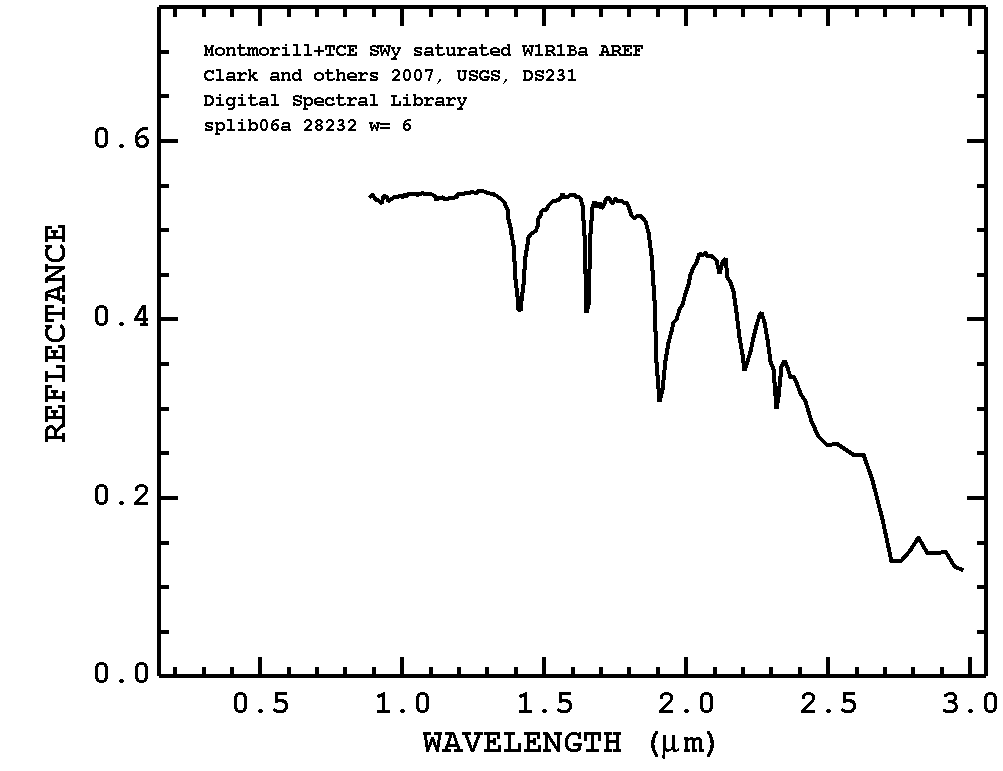 Montmorill+TCE SWy saturated W1R1Ba AREF
Clark and others 2007, USGS, DS231
Digital Spectral Library
splib06a 28232 w= 6
0.6
0.4
0.2
0.0
REFLECTANCE
0.5 1.0 1.5 2.0 2.5 3.0
WAVELENGTH (μm)